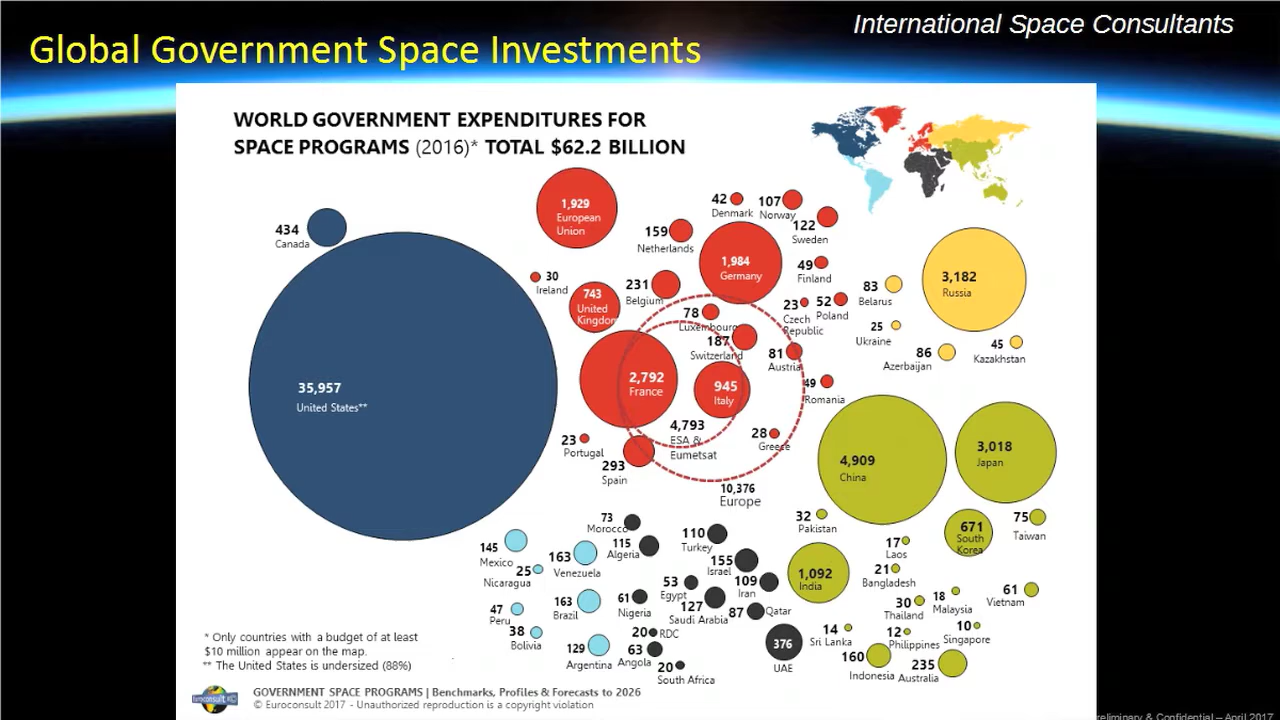 International Space Consultants
Global Government Space Investments
WORLD GOVERNMENT EXPENDITURES FOR
SPACE PROGRAMS (2016)* TOTAL $62.2 BILLION
434
Canada
35,957
United States**
1,929
European
Union
42
Denmark
107
Norway
122
Sweden
159
Netherlands
1,984
Germany
49
Finland
30
Ireland
743
United
Kingdom
231
Belgium
78
Luxembourg
187
Switzerland
23
Czech
Republic
52
Poland
81
Austria
49
Romania
2,792
France
945
Italy
4,793
ESA &
Eumetsat
28
Greece
23
Portugal
293
Spain
10,376
Europe
83
Belarus
3,182
Russia
25
Ukraine
86
Azerbaijan
45
Kazakhstan
4,909
China
3,018
Japan
32
Pakistan
671
South
Korea
75
Taiwan
17
Laos
1,092
India
21
Bangladesh
30
Thailand
18
Malaysia
61
Vietnam
14
Sri Lanka
12
Philippines
10
Singapore
160
Indonesia
235
Australia
145
Mexico
25
Nicaragua
163
Venezuela
47
Peru
163
Brazil
38
Bolivia
129
Argentina
73
Morocco
115
Algeria
110
Turkey
155
Israel
53
Egypt
109
Iran
61
Nigeria
127
Saudi Arabia
87
Qatar
20
RDC
63
Angola
20
South Africa
376
UAE
* Only countries with a budget of at least
$10 million appear on the map.
** The United States is undersized (88%)
euroconsult EC
GOVERNMENT SPACE PROGRAMS | Benchmarks, Profiles & Forecasts to 2026
© Euroconsult 2017 - Unauthorized reproduction is a copyright violation
& Confidential – April 2017